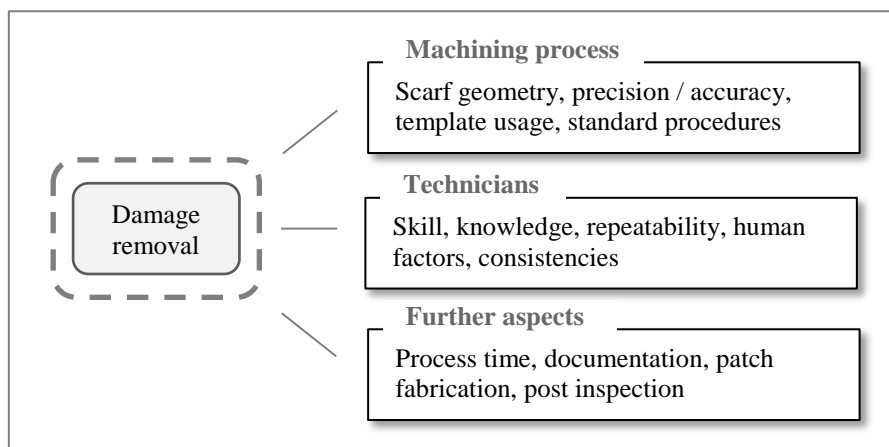 Machining process
Scarf geometry, precision / accuracy,
template usage, standard procedures
Damage
removal
Technicians
Skill, knowledge, repeatability, human
factors, consistencies
Further aspects
Process time, documentation, patch
fabrication, post inspection